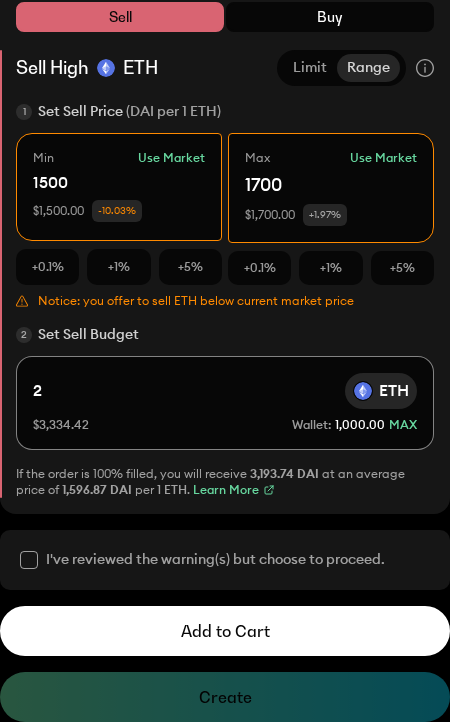 Sell Buy
Sell High ETH Limit Range
1 Set Sell Price (DAI per 1 ETH)
Min Use Market
1500
$1,500.00 -10.03%
Max Use Market
1700
$1,700.00 +1.97%
+0.1% +1% +5% +0.1% +1% +5%
Notice: you offer to sell ETH below current market price
2 Set Sell Budget
2 ETH
$3,334.42 Wallet: 1,000.00 MAX
If the order is 100% filled, you will receive 3,193.74 DAI at an average
price of 1,596.87 DAI per 1 ETH. Learn More
I've reviewed the warning(s) but choose to proceed.
Add to Cart
Create